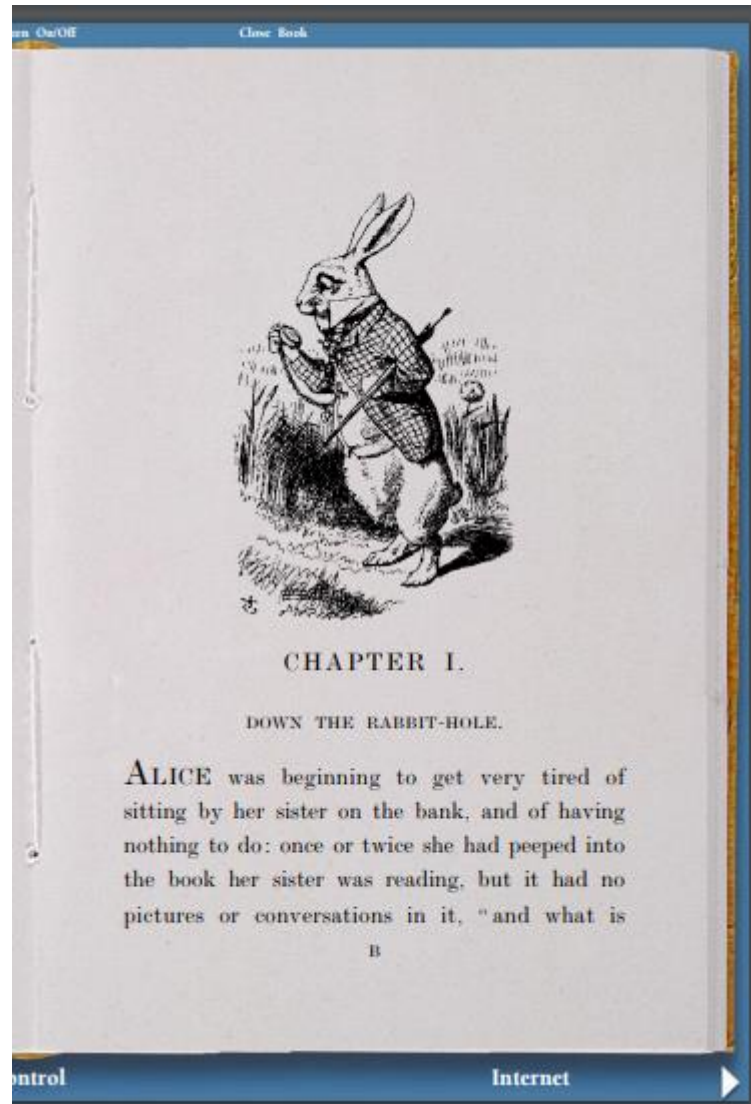 On/Off Close Book
CHAPTER I.
DOWN THE RABBIT-HOLE.
ALICE was beginning to get very tired of
sitting by her sister on the bank, and of having
nothing to do: once or twice she had peeped into
the book her sister was reading, but it had no
pictures or conversations in it, “and what is
B
Internet